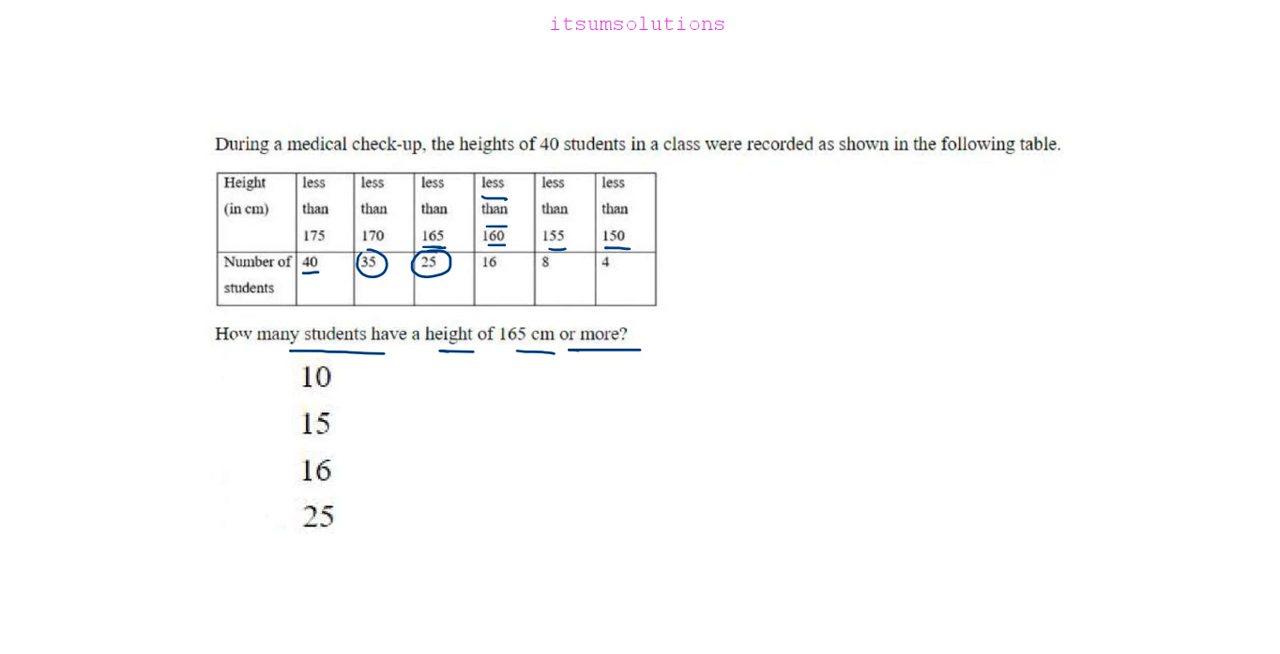 itsumsolutions
During a medical check-up, the heights of 40 students in a class were recorded as shown in the following table.
Height (in cm) less than 175 less than 170 less than 165 less than 160 less than 155 less than 150
Number of students 40 35 25 16 8 4
How many students have a height of 165 cm or more?
10
15
16
25